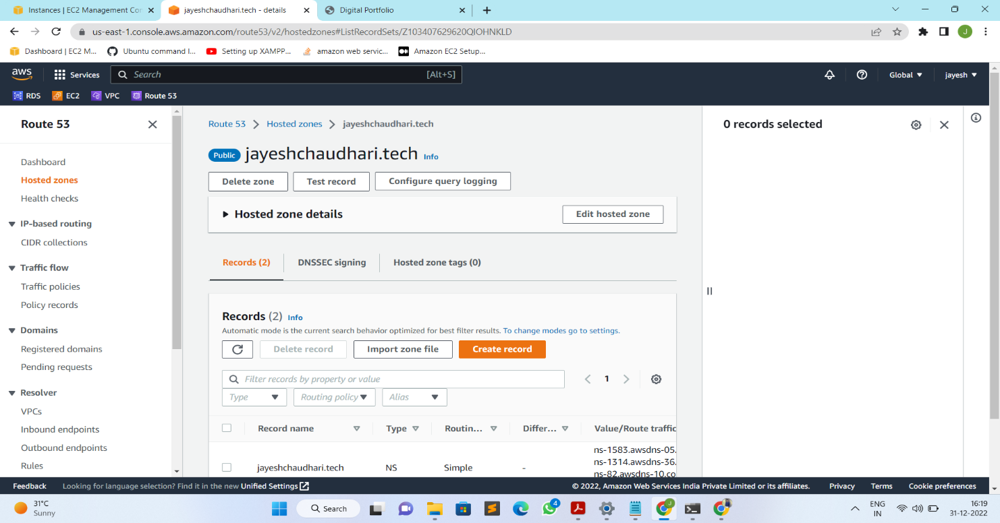 Instances | EC2 Management Con
jayeshchaudhari.tech - details
Digital Portfolio
us-east-1.console.aws.amazon.com/route53/v2/hostedzones#ListRecordSets/Z103407629620QIOHNKLD
J
Dashboard | EC2 M...
Ubuntu command l...
Setting up XAMPP...
amazon web servic...
Amazon EC2 Setup...
aws
Services
Search
[Alt+S]
Global
jayesh
RDS
EC2
VPC
Route 53
Route 53
Dashboard
Hosted zones
Health checks
IP-based routing
CIDR collections
Traffic flow
Traffic policies
Policy records
Domains
Registered domains
Pending requests
Resolver
VPCs
Inbound endpoints
Outbound endpoints
Rules
Route 53 > Hosted zones > jayeshchaudhari.tech
Public jayeshchaudhari.tech Info
Delete zone
Test record
Configure query logging
Hosted zone details
Edit hosted zone
Records (2)
DNSSEC signing
Hosted zone tags (0)
Records (2) Info
Automatic mode is the current search behavior optimized for best filter results. To change modes go to settings.
Delete record
Import zone file
Create record
Filter records by property or value
1
Type
Routing policy
Alias
Record name
Type
Routin...
Differ...
Value/Route traffic
jayeshchaudhari.tech
NS
Simple
-
ns-1583.awsdns-05.
ns-1314.awsdns-36.
ns-82.awsdns-10.co
0 records selected
Feedback
Looking for language selection? Find it in the new Unified Settings
© 2022, Amazon Web Services India Private Limited or its affiliates.
Privacy
Terms
Cookie preferences
31°C
Sunny
Search
4
J
ENG
IN
16:19
31-12-2022